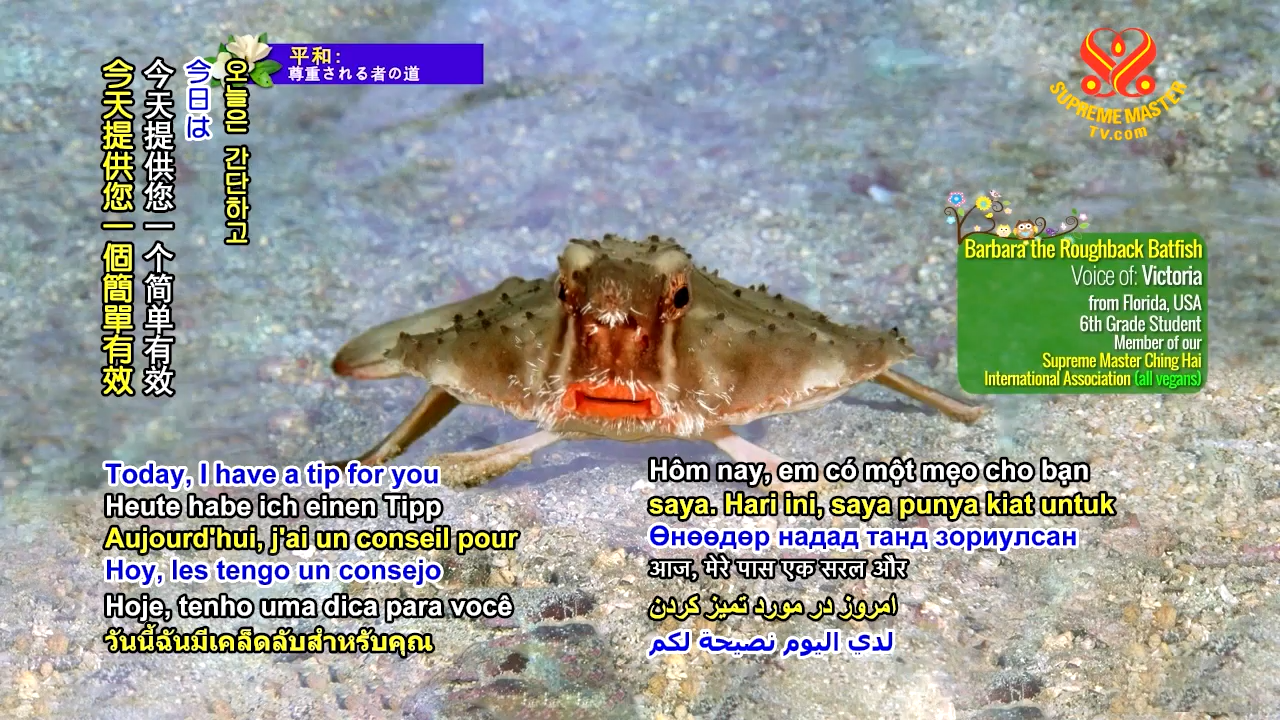 平和:
尊重される者の道
오늘은 간단하고
今日は
今天提供您一个简单有效
今天提供您一個簡單有效
SUPREME MASTER
TV.com
Barbara the Roughback Batfish
Voice of: Victoria
from Florida, USA
6th Grade Student
Member of our
Supreme Master Ching Hai
International Association (all vegans)
Today, I have a tip for you
Heute habe ich einen Tipp
Aujourd'hui, j'ai un conseil pour
Hoy, les tengo un consejo
Hoje, tenho uma dica para você
วันนี้ฉันมีเคล็ดลับสำหรับคุณ
Hôm nay, em có một mẹo cho bạn
saya. Hari ini, saya punya kiat untuk
Өнөөдөр надад танд зориулсан
आज, मेरे पास एक सरल और
امروز در مورد تمیز کردن
لدي اليوم نصيحة لكم